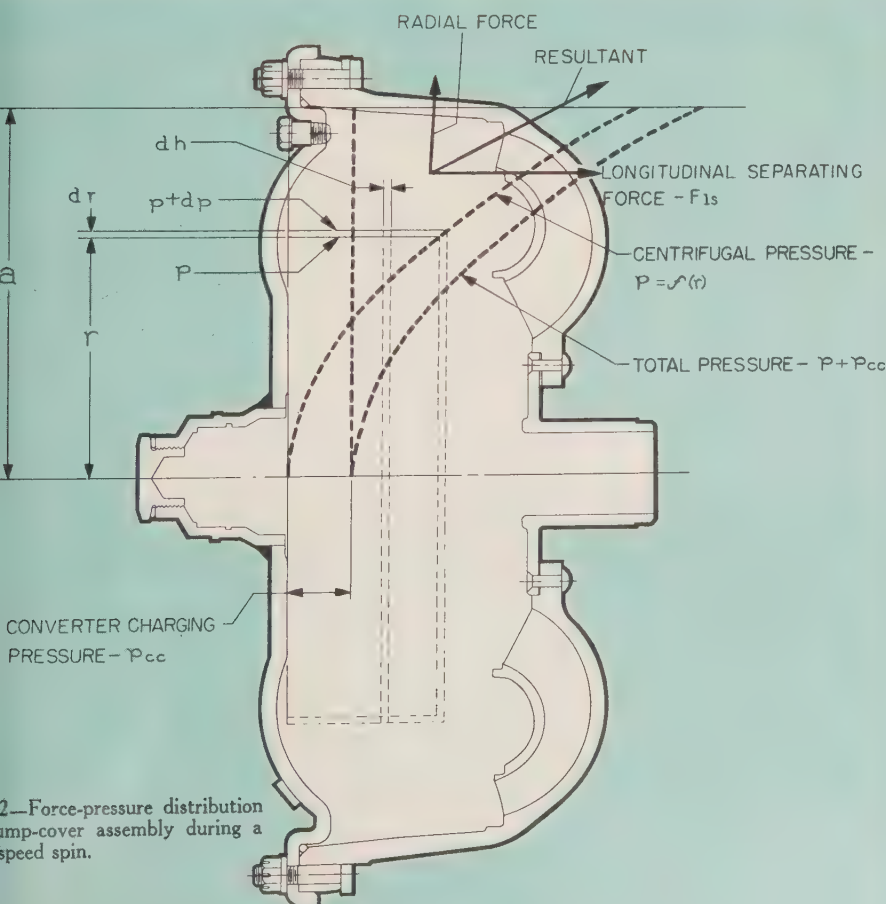 RADIAL FORCE
RESULTANT
dh
LONGITUDINAL SEPARATING
FORCE - F1s
dr
p+dp
CENTRIFUGAL PRESSURE -
P = f(r)
a
P
r
TOTAL PRESSURE - P+Pcc
CONVERTER CHARGING
PRESSURE - Pcc
2—Force-pressure distribution
ump-cover assembly during a
speed spin.